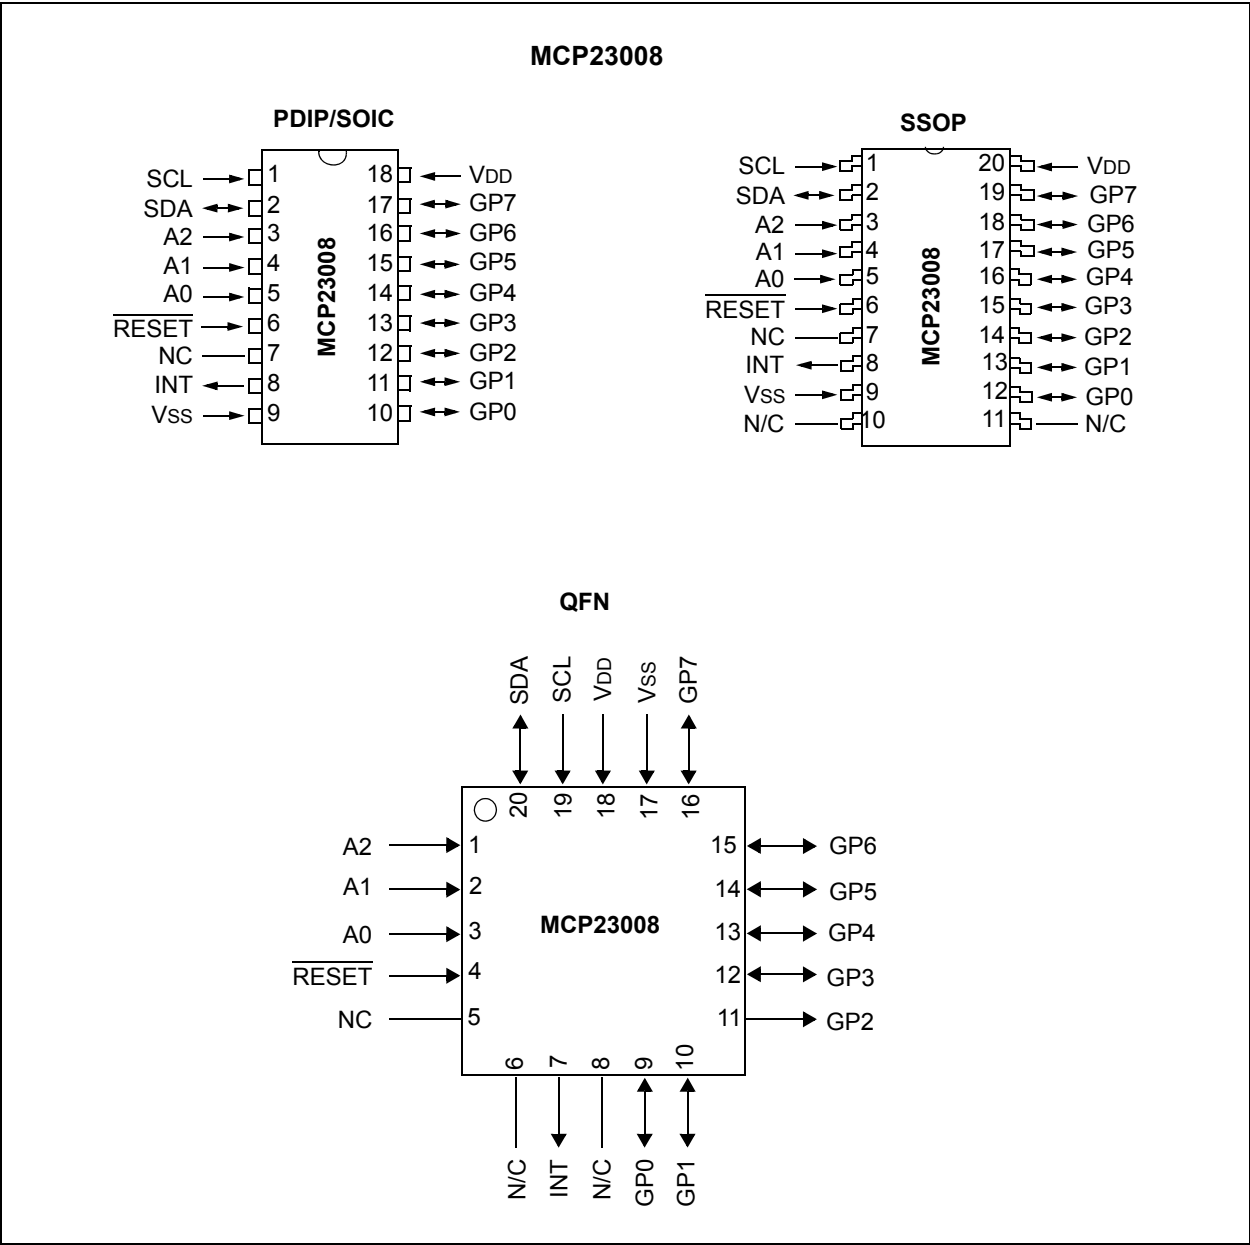 MCP23008
PDIP/SOIC
SCL 1 18 VDD
SDA 2 17 GP7
A2 3 16 GP6
A1 4 15 GP5
A0 5 14 GP4
RESET 6 13 GP3
NC 7 12 GP2
INT 8 11 GP1
VSS 9 10 GP0
MCP23008
SSOP
SCL 1 20 VDD
SDA 2 19 GP7
A2 3 18 GP6
A1 4 17 GP5
A0 5 16 GP4
RESET 6 15 GP3
NC 7 14 GP2
INT 8 13 GP1
VSS 9 12 GP0
N/C 10 11 N/C
MCP23008
QFN
SDA SCL VDD VSS GP7
20 19 18 17 16
A2 1 15 GP6
A1 2 14 GP5
A0 3 MCP23008 13 GP4
RESET 4 12 GP3
NC 5 11 GP2
6 7 8 9 10
N/C INT N/C GP0 GP1